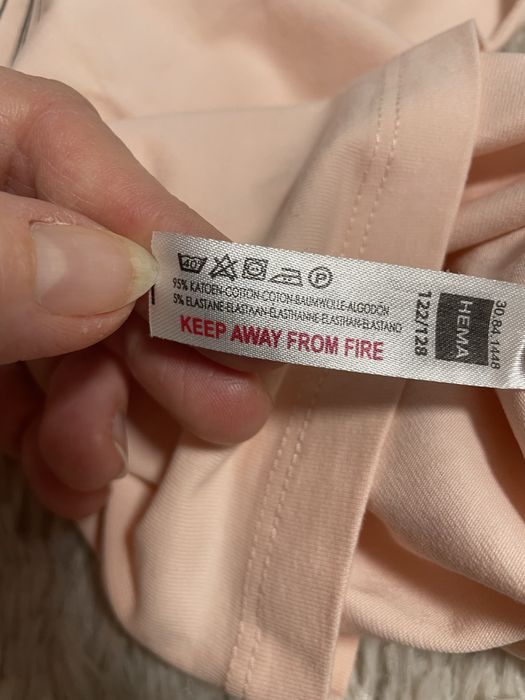 40
P
95% KATOEN-COTTON-COTON-BAUMWOLLE-ALGODÓN
5% ELASTANE-ELASTAAN-ELASTHANNE-ELASTHAN-ELASTANO
KEEP AWAY FROM FIRE
122/128
HEMA
30.84.1448